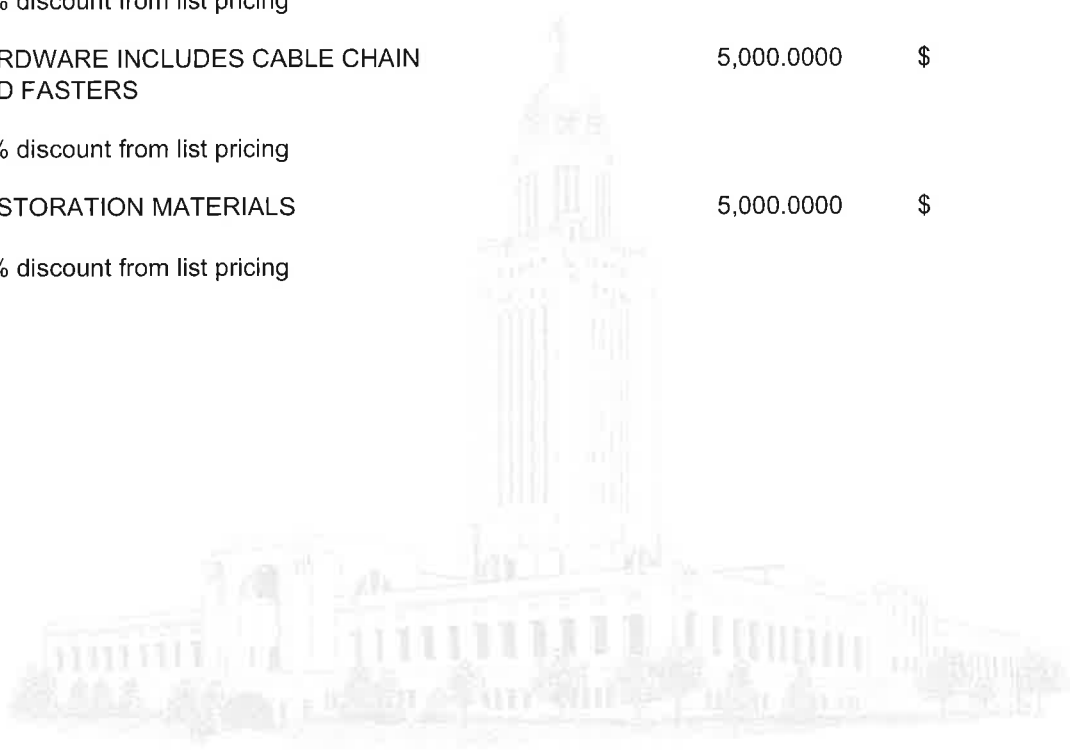 % discount from list pricing
RDWARE INCLUDES CABLE CHAIN 5,000.0000 $
D FASTERS
% discount from list pricing
STORATION MATERIALS 5,000.0000 $
% discount from list pricing